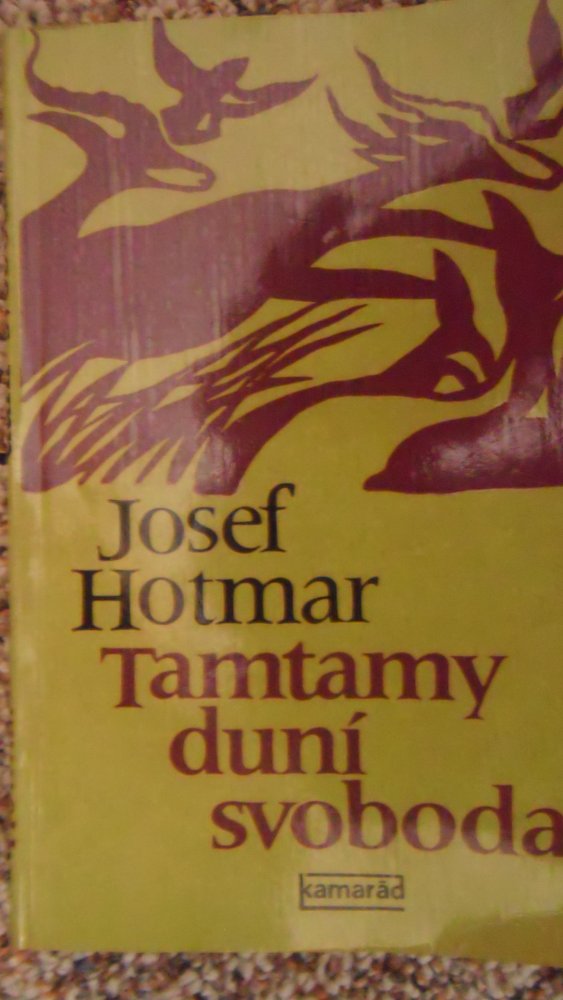 Josef
Hotmar
Tamtamy
duní
svoboda
kamarád